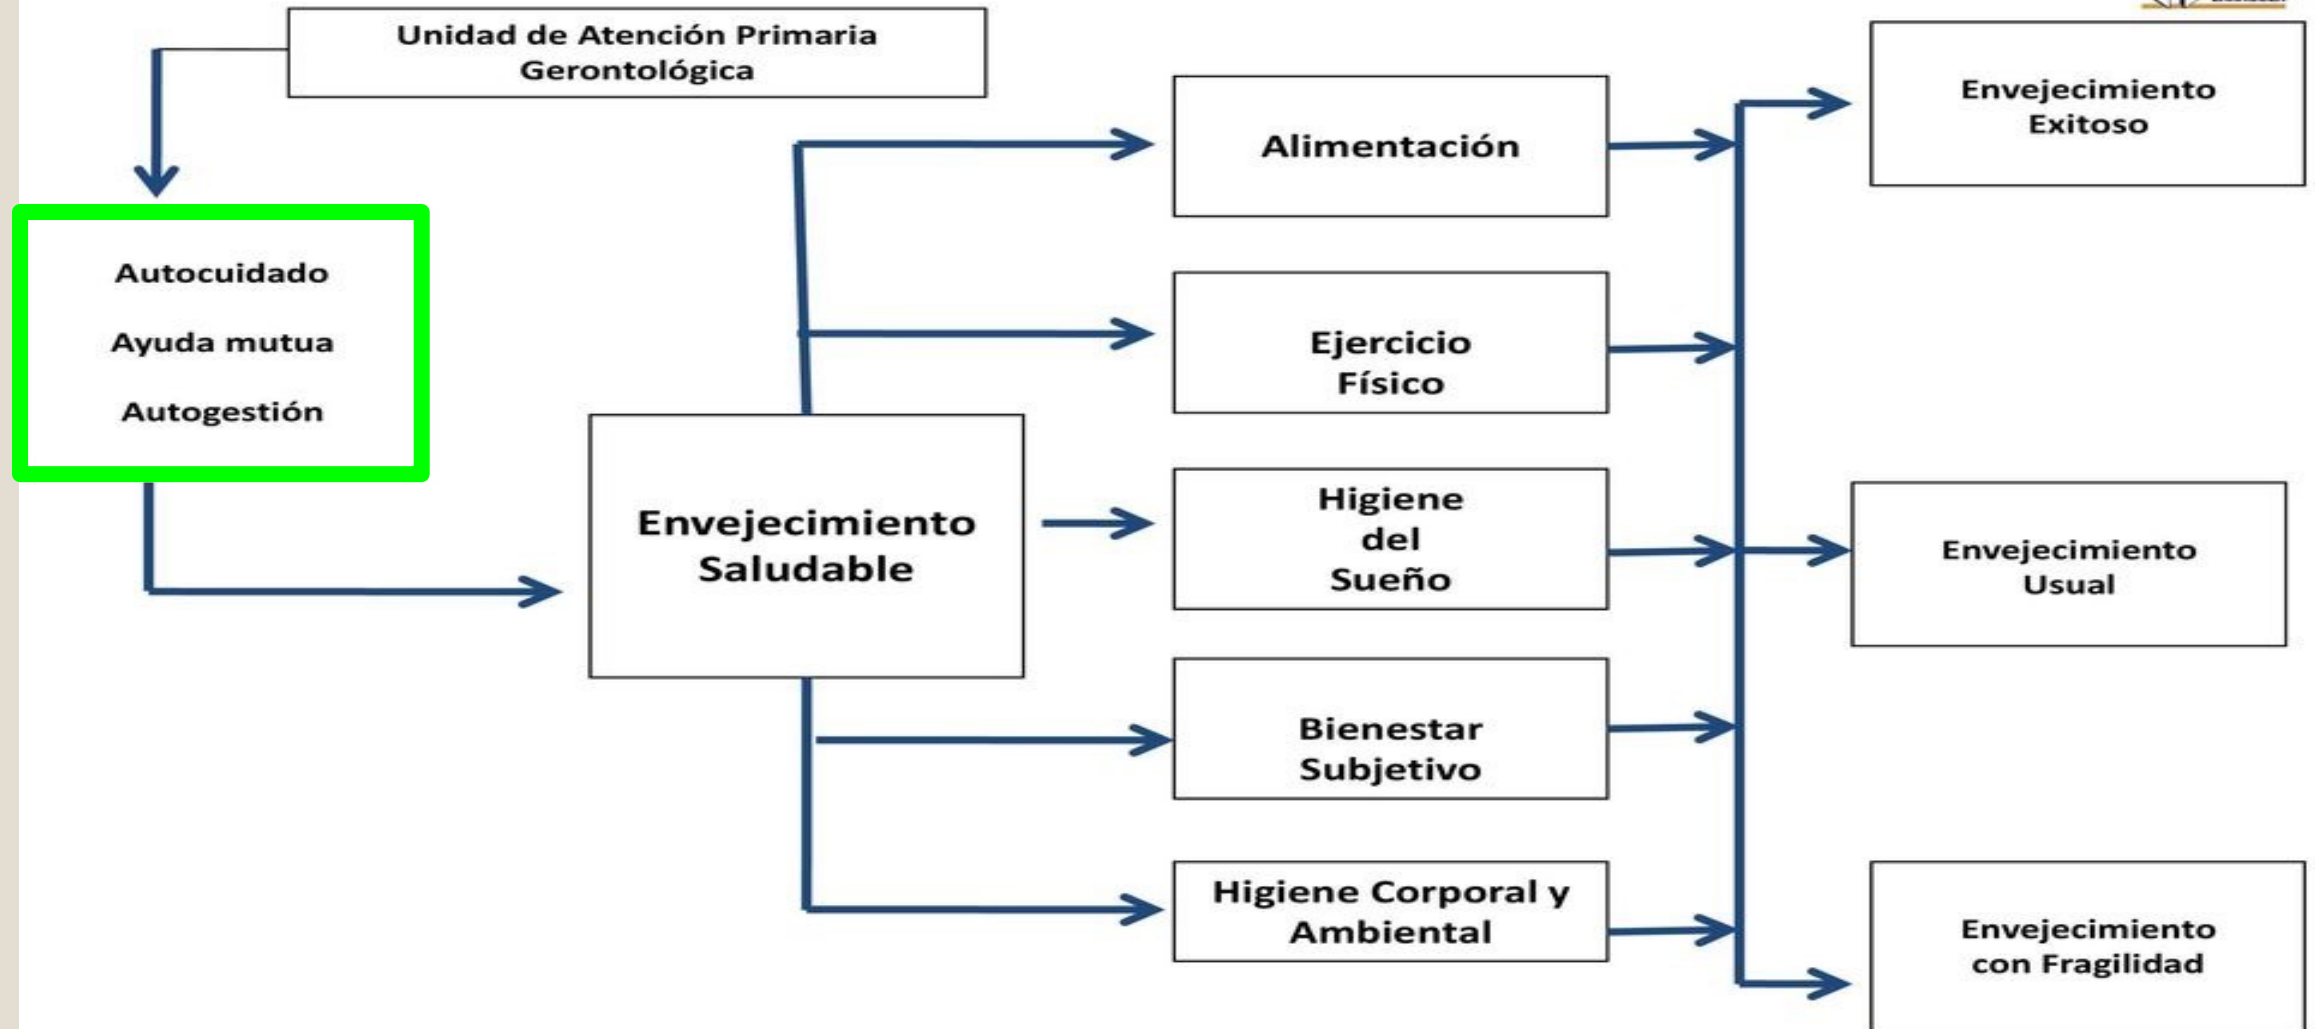 Unidad de Atención Primaria
Gerontológica
Autocuidado
Ayuda mutua
Autogestión
Envejecimiento
Saludable
Alimentación
Ejercicio
Físico
Higiene
del
Sueño
Bienestar
Subjetivo
Higiene Corporal y
Ambiental
Envejecimiento
Exitoso
Envejecimiento
Usual
Envejecimiento
con Fragilidad